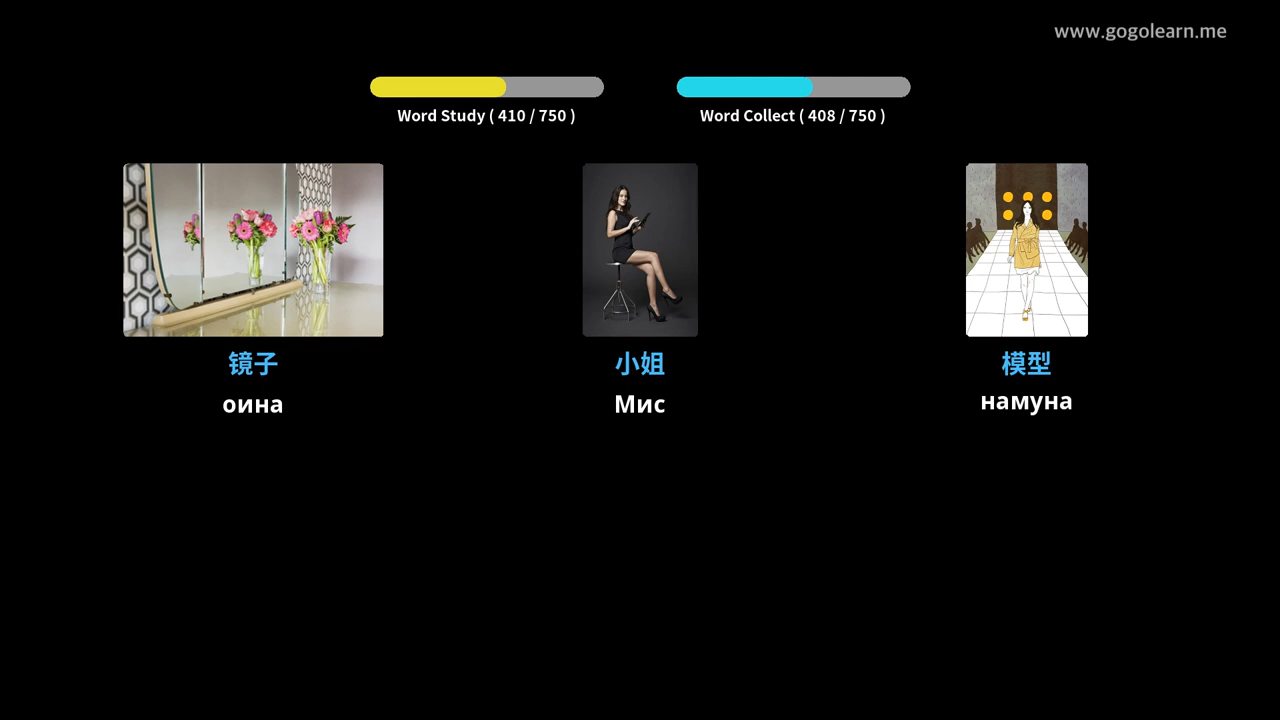 www.gogolearn.me
Word Study ( 410 / 750 )
Word Collect ( 408 / 750 )
镜子
小姐
模型
оина
Мис
намуна